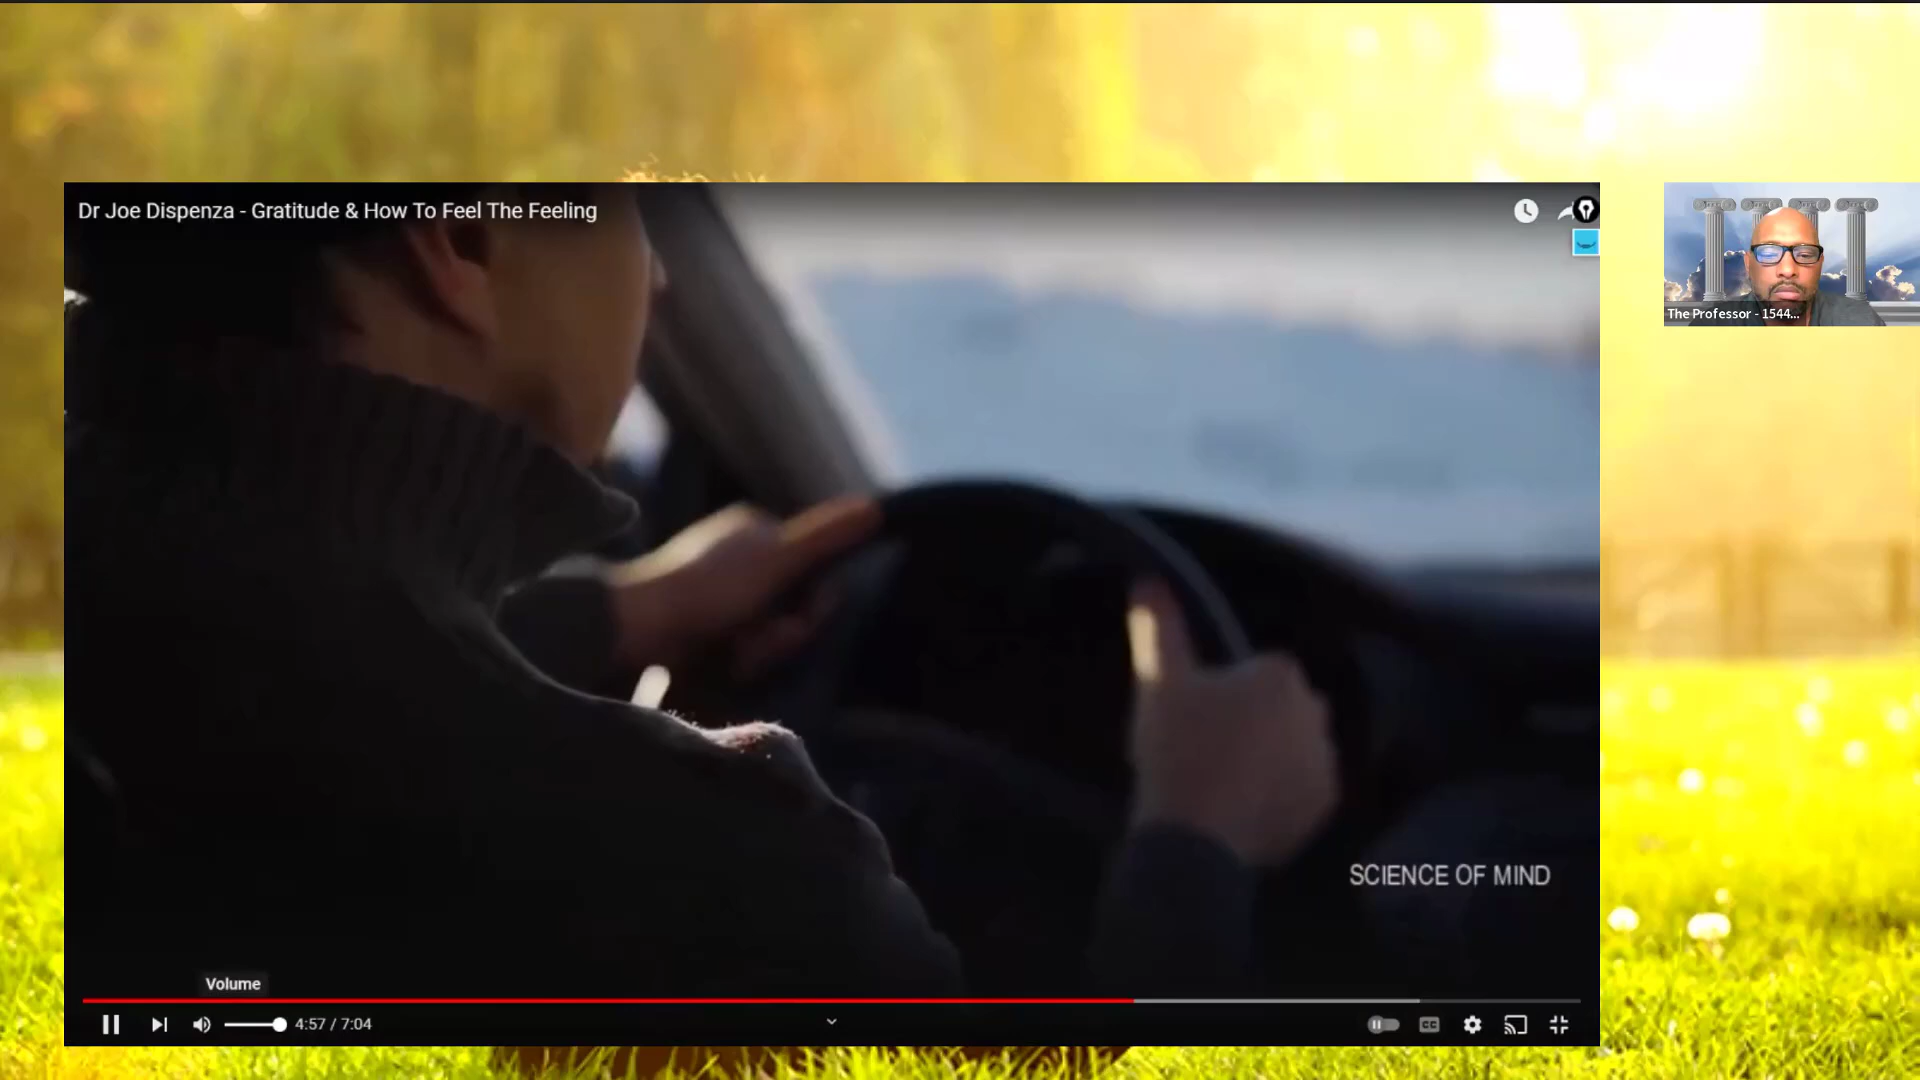 Dr Joe Dispenza - Gratitude & How To Feel The Feeling
The Professor - 1544...
SCIENCE OF MIND
Volume
4:57 / 7:04
CC